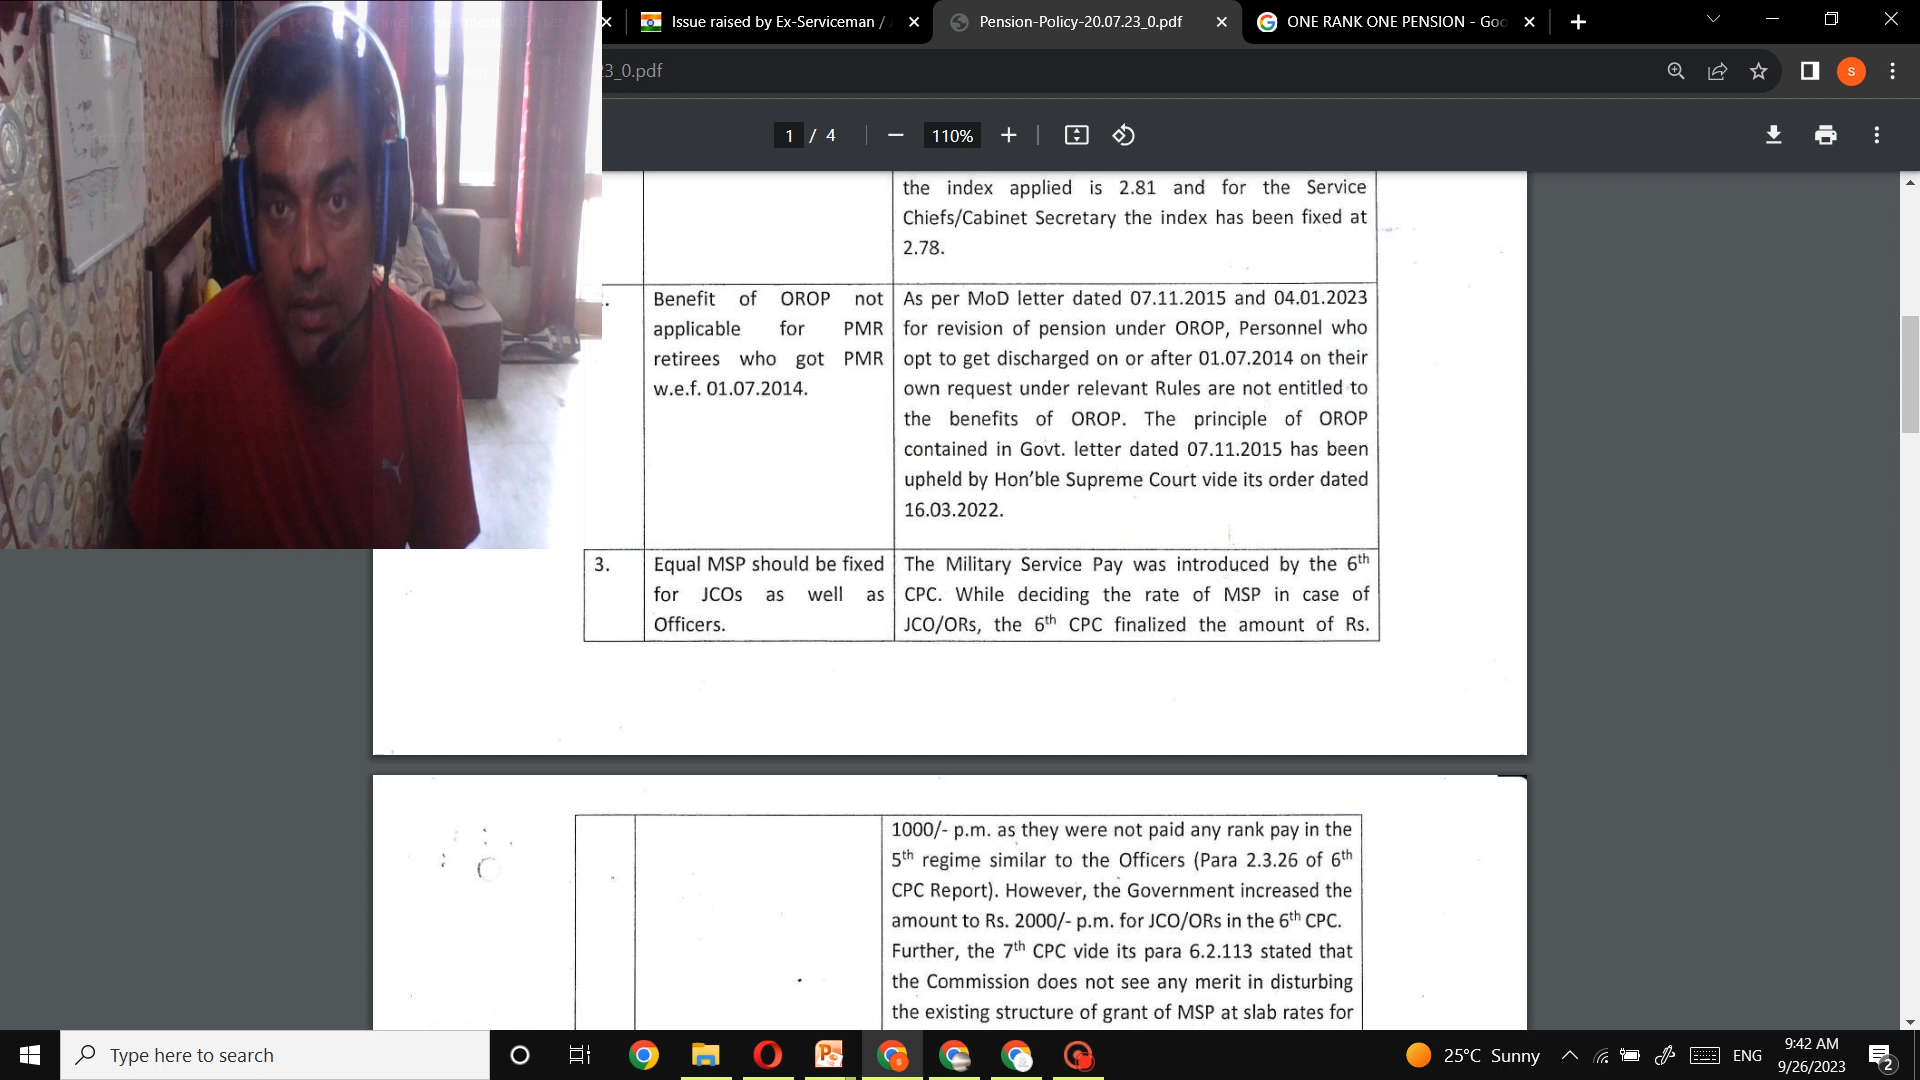 Issue raised by Ex-Serviceman /
Pension-Policy-20.07.23_0.pdf
ONE RANK ONE PENSION - Goo
23_0.pdf
S
1 / 4
110%
the index applied is 2.81 and for the Service
Chiefs/Cabinet Secretary the index has been fixed at
2.78.
Benefit of OROP not
applicable for PMR
retirees who got PMR
w.e.f. 01.07.2014.
As per MoD letter dated 07.11.2015 and 04.01.2023
for revision of pension under OROP, Personnel who
opt to get discharged on or after 01.07.2014 on their
own request under relevant Rules are not entitled to
the benefits of OROP. The principle of OROP
contained in Govt. letter dated 07.11.2015 has been
upheld by Hon'ble Supreme Court vide its order dated
16.03.2022.
3.
Equal MSP should be fixed
for JCOs as well as
Officers.
The Military Service Pay was introduced by the 6th
CPC. While deciding the rate of MSP in case of
JCO/ORs, the 6th CPC finalized the amount of Rs.
1000/- p.m. as they were not paid any rank pay in the
5th regime similar to the Officers (Para 2.3.26 of 6th
CPC Report). However, the Government increased the
amount to Rs. 2000/- p.m. for JCO/ORs in the 6th CPC.
Further, the 7th CPC vide its para 6.2.113 stated that
the Commission does not see any merit in disturbing
the existing structure of grant of MSP at slab rates for
Type here to search
25°C Sunny
ENG
9:42 AM
9/26/2023
2